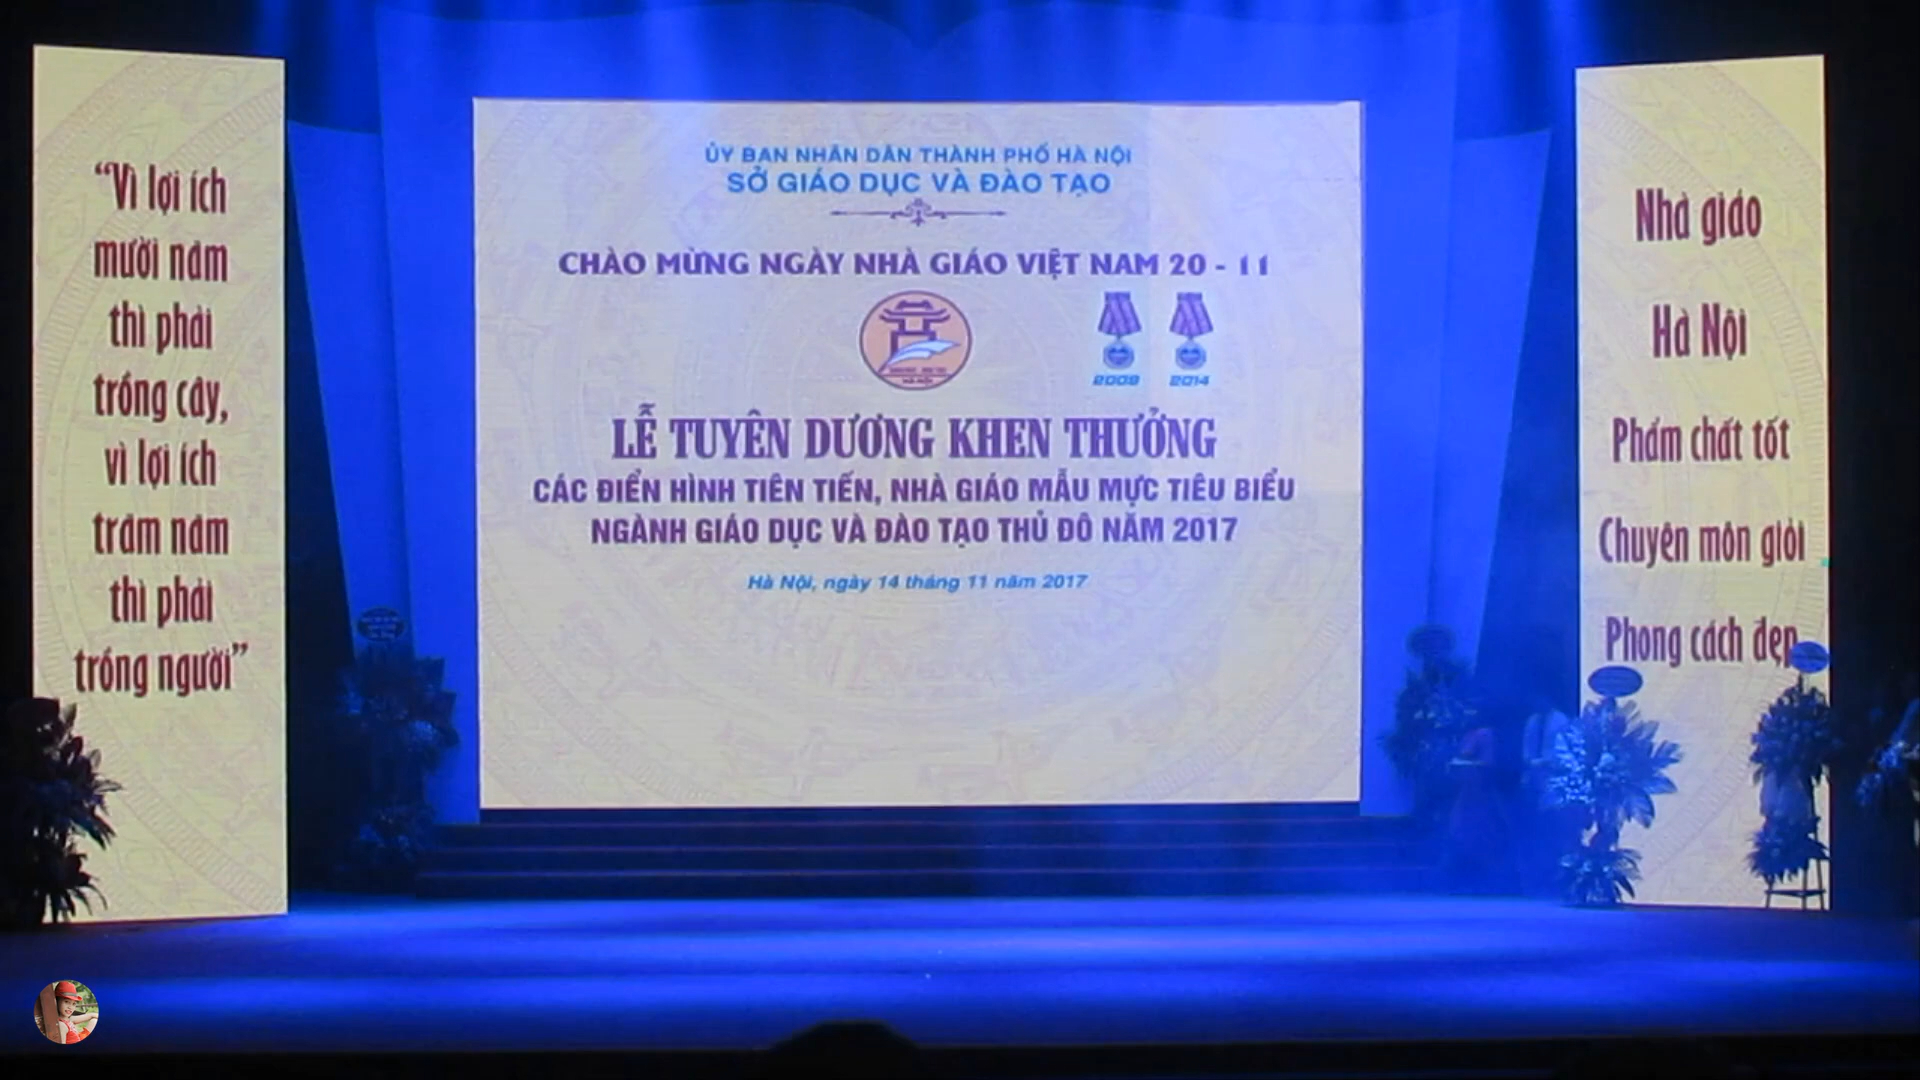 “Vì lợi ích
mười năm
thì phải
trồng cây,
vì lợi ích
trăm năm
thì phải
trồng người”
ỦY BAN NHÂN DÂN THÀNH PHỐ HÀ NỘI
SỞ GIÁO DỤC VÀ ĐÀO TẠO
CHÀO MỪNG NGÀY NHÀ GIÁO VIỆT NAM 20 - 11
HÀ NỘI
2009 2014
LỄ TUYÊN DƯƠNG KHEN THƯỞNG
CÁC ĐIỂN HÌNH TIÊN TIẾN, NHÀ GIÁO MẪU MỰC TIÊU BIỂU
NGÀNH GIÁO DỤC VÀ ĐÀO TẠO THỦ ĐÔ NĂM 2017
Hà Nội, ngày 14 tháng 11 năm 2017
Nhà giáo
Hà Nội
Phẩm chất tốt
Chuyên môn giỏi
Phong cách đẹp